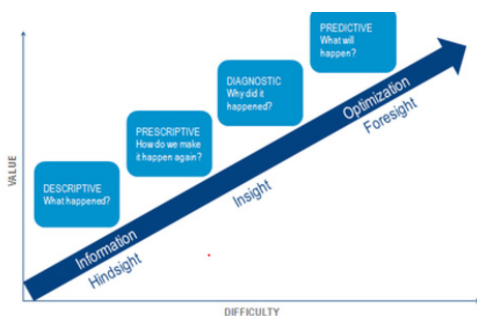 PREDICTIVE
What will
happen?
DIAGNOSTIC
Why did it
happened?
PRESCRIPTIVE
How do we make
it happen again?
DESCRIPTIVE
What happened?
Optimization
Foresight
Insight
Information
Hindsight
VALUE
DIFFICULTY